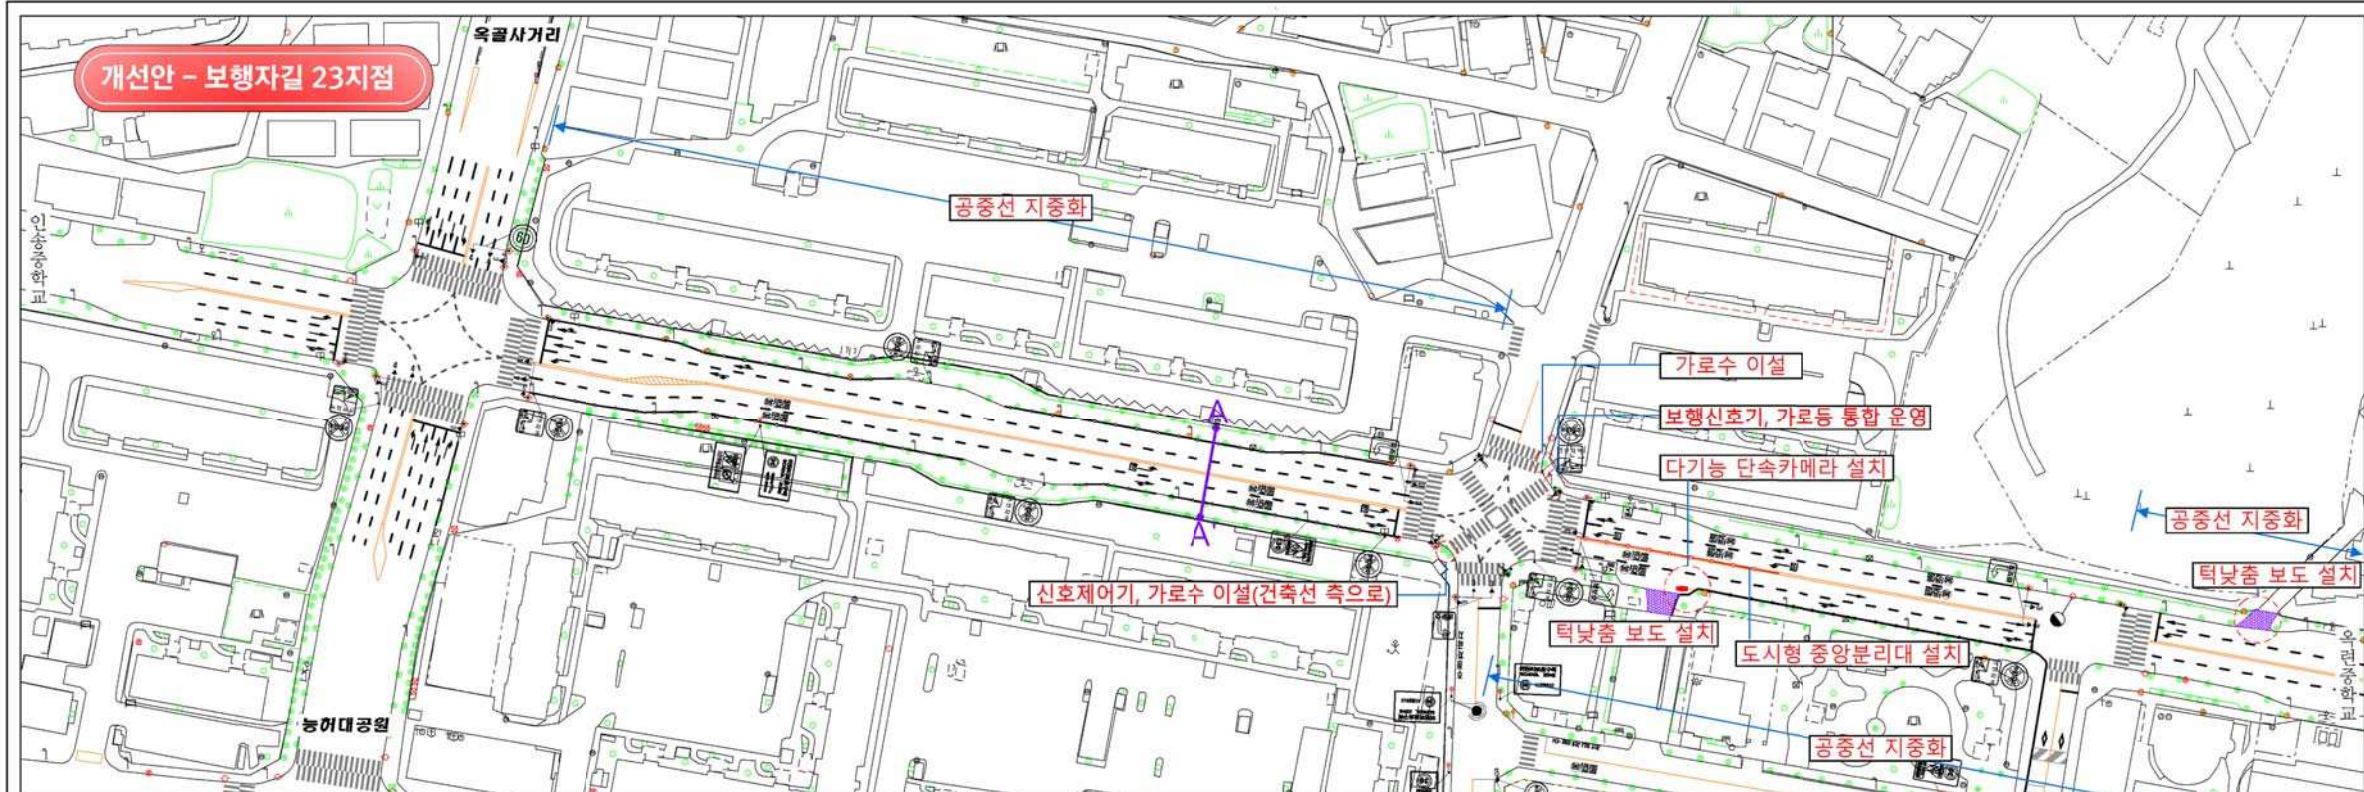 옥골사거리
개선안 – 보행자길 23지점
공중선 지중화
인송중학교
60
가로수 이설
보행신호기, 가로등 통합 운영
다기능 단속카메라 설치
A
공중선 지중화
A'
턱낮춤 보도 설치
신호제어기, 가로수 이설(건축선 측으로)
턱낮춤 보도 설치
도시형 중앙분리대 설치
옥련중학교
능허대공원
공중선 지중화